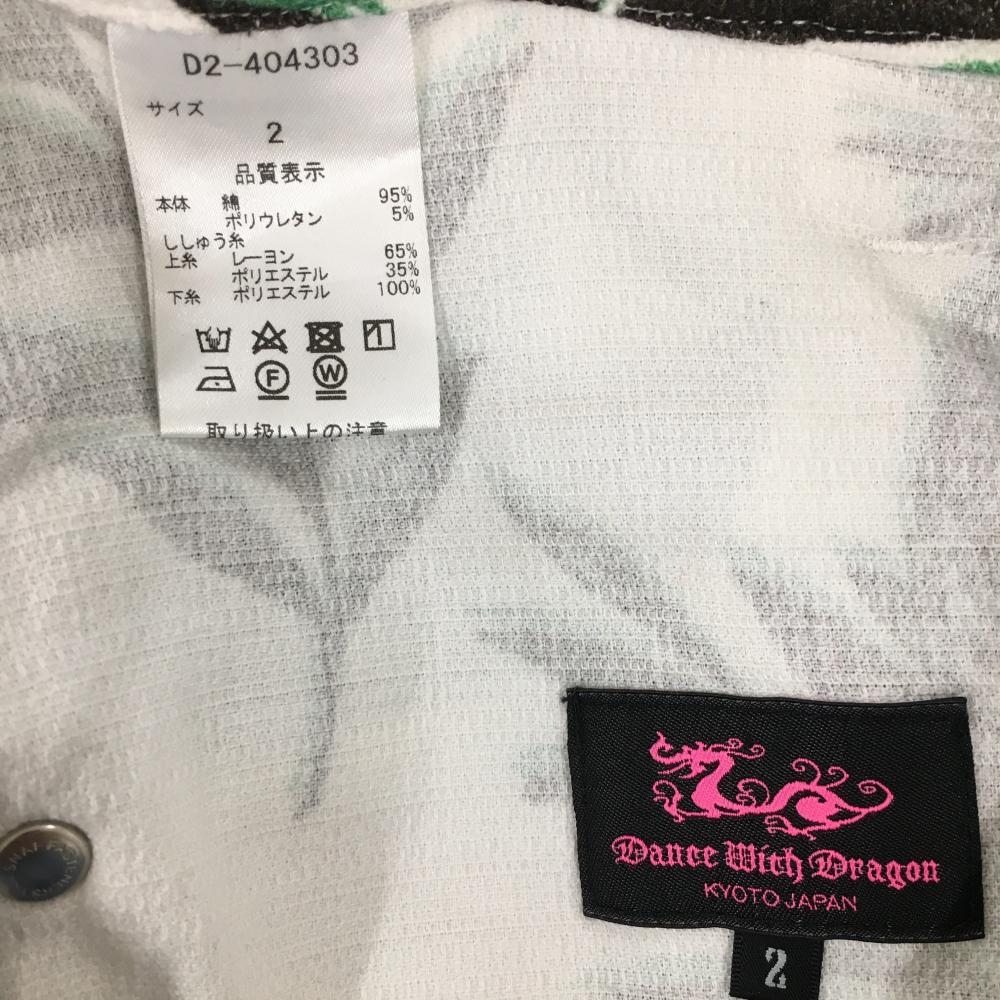 D2-404303
サイズ
2
品質表示
本体 綿 95%
ポリウレタン 5%
ししゅう糸
上糸 レーヨン 65%
ポリエステル 35%
下糸 ポリエステル 100%
F W
取り扱い上の注意
Dance With Dragon
KYOTO JAPAN
2